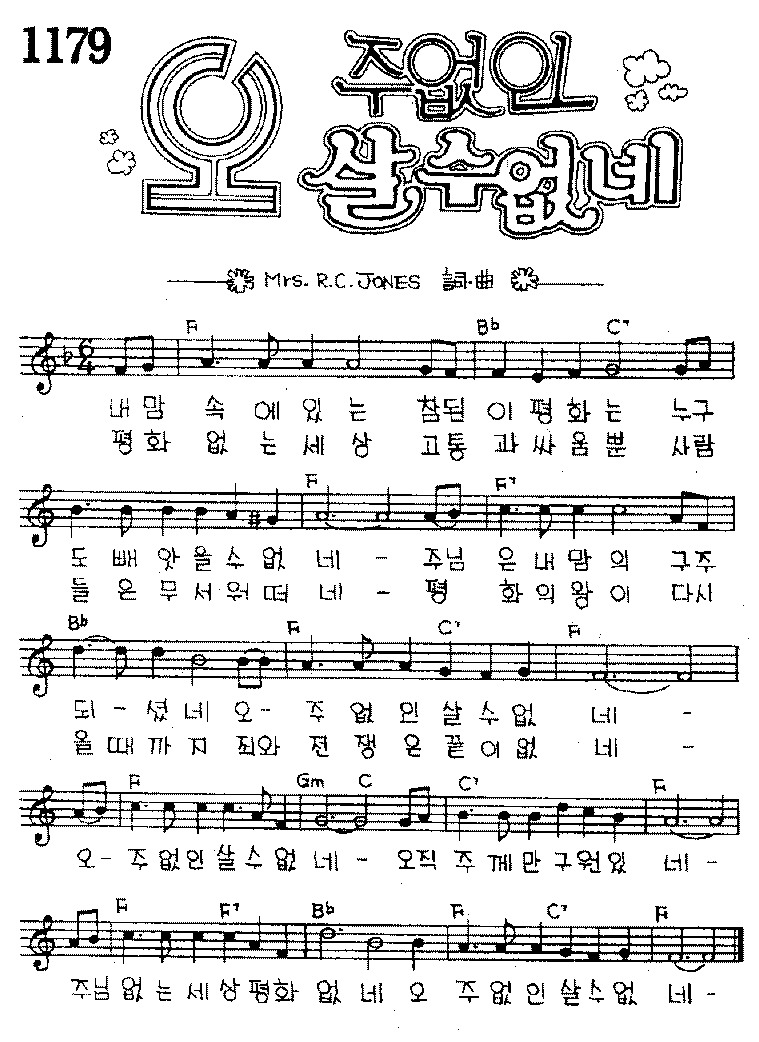 1179
오 주없인
살수없네
Mrs. R.C. JONES 詞·曲
F Bb C7
6 4
내맘 속 에 있 는 참된 이 평 화 는 누구
평화 없 는 세 상 고통 과 싸 움 뿐 사람
F F7
도 빼 앗 을 수 없 네 - 주님 은 내 맘 의 구주
들 은 무 서 워 떠 네 - 평 화 의 왕 이 다시
Bb F C7 F
되 - 셨 네 오 - 주 없 인 살 수 없 네 -
올 때 까 지 죄와 전 쟁 은 끝 이 없 네 -
F Gm C C7 F
오 - 주 없 인 살 수 없 네 - 오직 주 께 만 구 원 있 네 -
F F7 Bb F C7 F
주님 없 는 세 상 평화 없 네 오 주 없 인 살 수 없 네 -